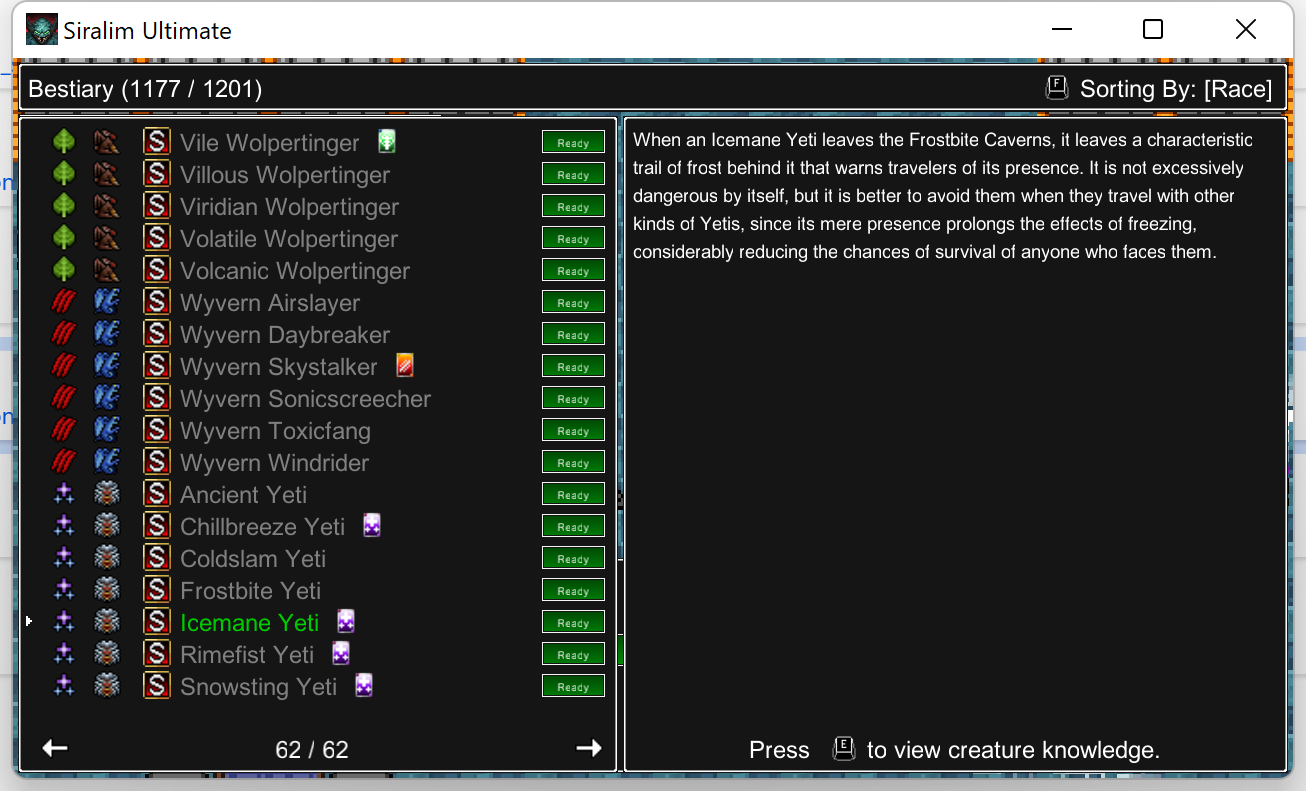 Siralim Ultimate
Bestiary (1177 / 1201)
F Sorting By: [Race]
S Vile Wolpertinger Ready
S Villous Wolpertinger Ready
S Viridian Wolpertinger Ready
S Volatile Wolpertinger Ready
S Volcanic Wolpertinger Ready
S Wyvern Airslayer Ready
S Wyvern Daybreaker Ready
S Wyvern Skystalker Ready
S Wyvern Sonicscreecher Ready
S Wyvern Toxicfang Ready
S Wyvern Windrider Ready
S Ancient Yeti Ready
S Chillbreeze Yeti Ready
S Coldslam Yeti Ready
S Frostbite Yeti Ready
S Icemane Yeti Ready
S Rimefist Yeti Ready
S Snowsting Yeti Ready
62 / 62
When an Icemane Yeti leaves the Frostbite Caverns, it leaves a characteristic
trail of frost behind it that warns travelers of its presence. It is not excessively
dangerous by itself, but it is better to avoid them when they travel with other
kinds of Yetis, since its mere presence prolongs the effects of freezing,
considerably reducing the chances of survival of anyone who faces them.
Press E to view creature knowledge.